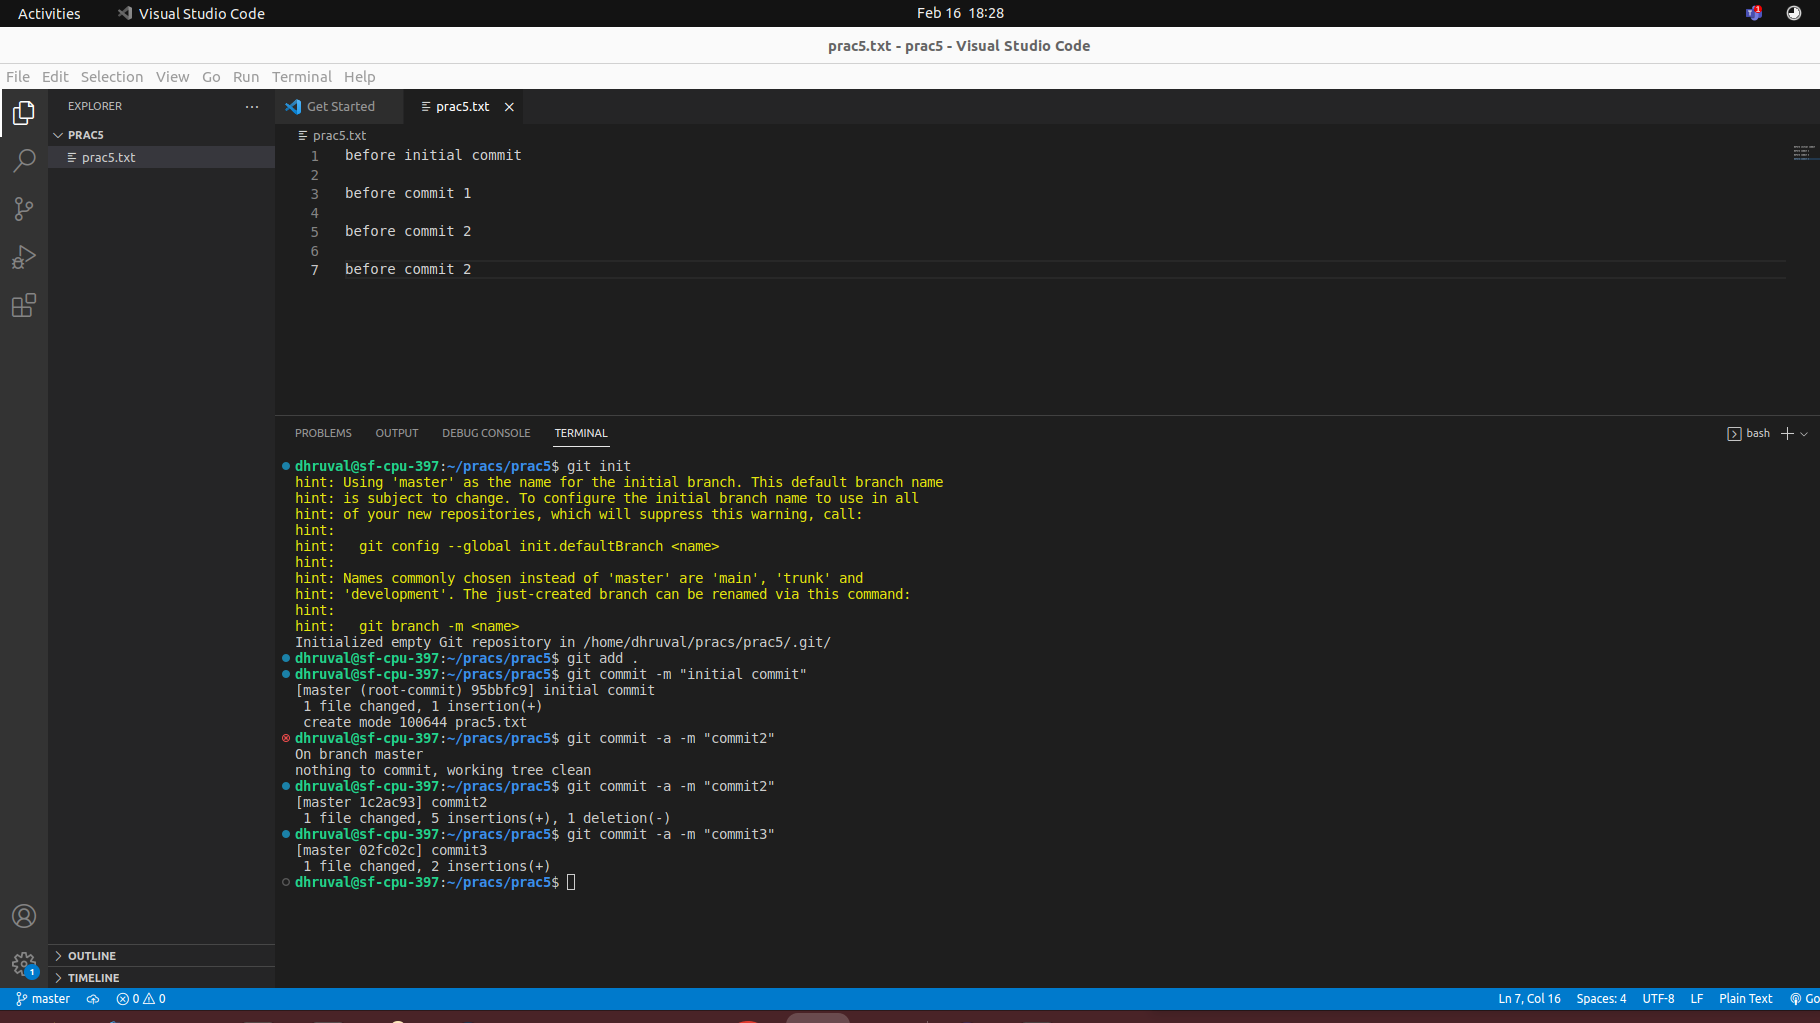 Activities Visual Studio Code Feb 16 18:28 1
prac5.txt - prac5 - Visual Studio Code
File Edit Selection View Go Run Terminal Help
EXPLORER ... Get Started prac5.txt
PRAC5
prac5.txt
prac5.txt
1 before initial commit
2
3 before commit 1
4
5 before commit 2
6
7 before commit 2
PROBLEMS OUTPUT DEBUG CONSOLE TERMINAL bash
dhruval@sf-cpu-397:~/pracs/prac5$ git init
hint: Using 'master' as the name for the initial branch. This default branch name
hint: is subject to change. To configure the initial branch name to use in all
hint: of your new repositories, which will suppress this warning, call:
hint:
hint:   git config --global init.defaultBranch <name>
hint:
hint: Names commonly chosen instead of 'master' are 'main', 'trunk' and
hint: 'development'. The just-created branch can be renamed via this command:
hint:
hint:   git branch -m <name>
Initialized empty Git repository in /home/dhruval/pracs/prac5/.git/
dhruval@sf-cpu-397:~/pracs/prac5$ git add .
dhruval@sf-cpu-397:~/pracs/prac5$ git commit -m "initial commit"
[master (root-commit) 95bbfc9] initial commit
 1 file changed, 1 insertion(+)
 create mode 100644 prac5.txt
dhruval@sf-cpu-397:~/pracs/prac5$ git commit -a -m "commit2"
On branch master
nothing to commit, working tree clean
dhruval@sf-cpu-397:~/pracs/prac5$ git commit -a -m "commit2"
[master 1c2ac93] commit2
 1 file changed, 5 insertions(+), 1 deletion(-)
dhruval@sf-cpu-397:~/pracs/prac5$ git commit -a -m "commit3"
[master 02fc02c] commit3
 1 file changed, 2 insertions(+)
dhruval@sf-cpu-397:~/pracs/prac5$
OUTLINE
1
TIMELINE
master 0 0 Ln 7, Col 16 Spaces: 4 UTF-8 LF Plain Text Go